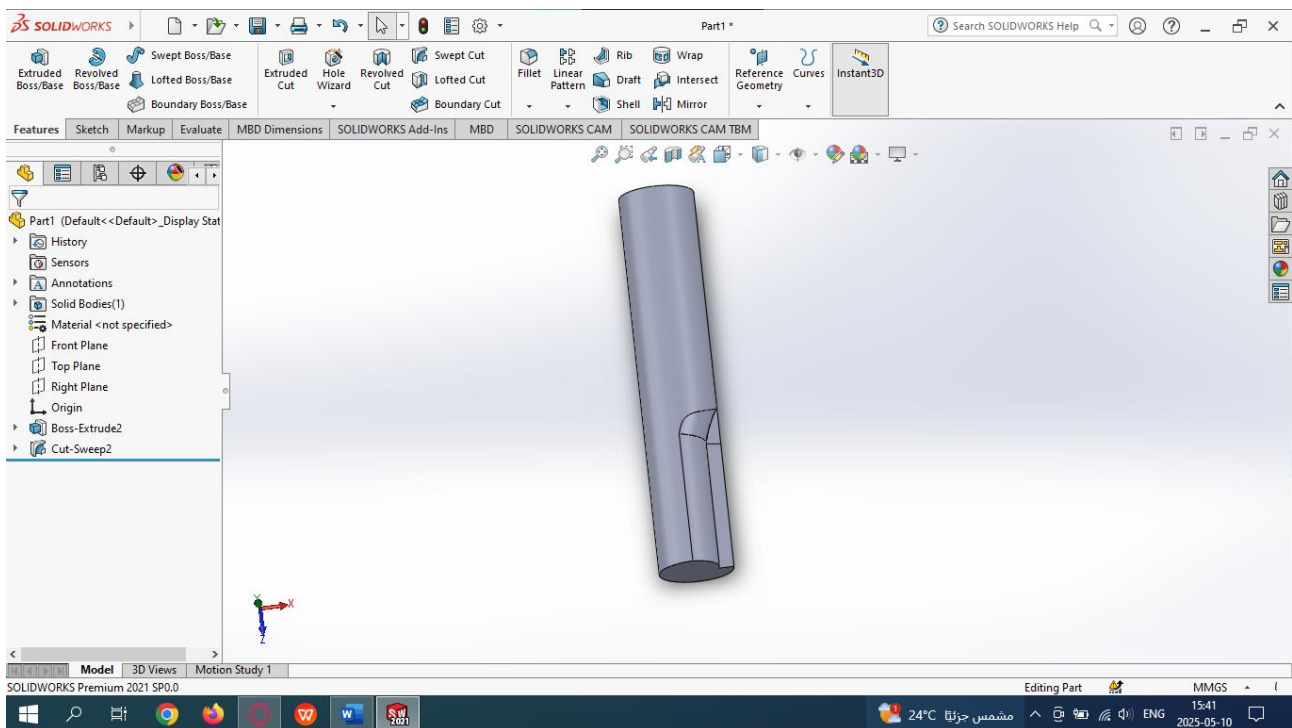 SOLIDWORKS
Part1 *
Search SOLIDWORKS Help
Extruded Boss/Base
Revolved Boss/Base
Swept Boss/Base
Lofted Boss/Base
Boundary Boss/Base
Extruded Cut
Hole Wizard
Revolved Cut
Swept Cut
Lofted Cut
Boundary Cut
Fillet
Linear Pattern
Rib
Draft
Shell
Wrap
Intersect
Mirror
Reference Geometry
Curves
Instant3D
Features Sketch Markup Evaluate MBD Dimensions SOLIDWORKS Add-Ins MBD SOLIDWORKS CAM SOLIDWORKS CAM TBM
Part1 (Default<<Default>_Display Stat
History
Sensors
Annotations
Solid Bodies(1)
Material <not specified>
Front Plane
Top Plane
Right Plane
Origin
Boss-Extrude2
Cut-Sweep2
Y
X
Z
Model 3D Views Motion Study 1
SOLIDWORKS Premium 2021 SP0.0
Editing Part
MMGS
SW 2021
24°C مشمس جزئيًا
ENG
15:41
2025-05-10